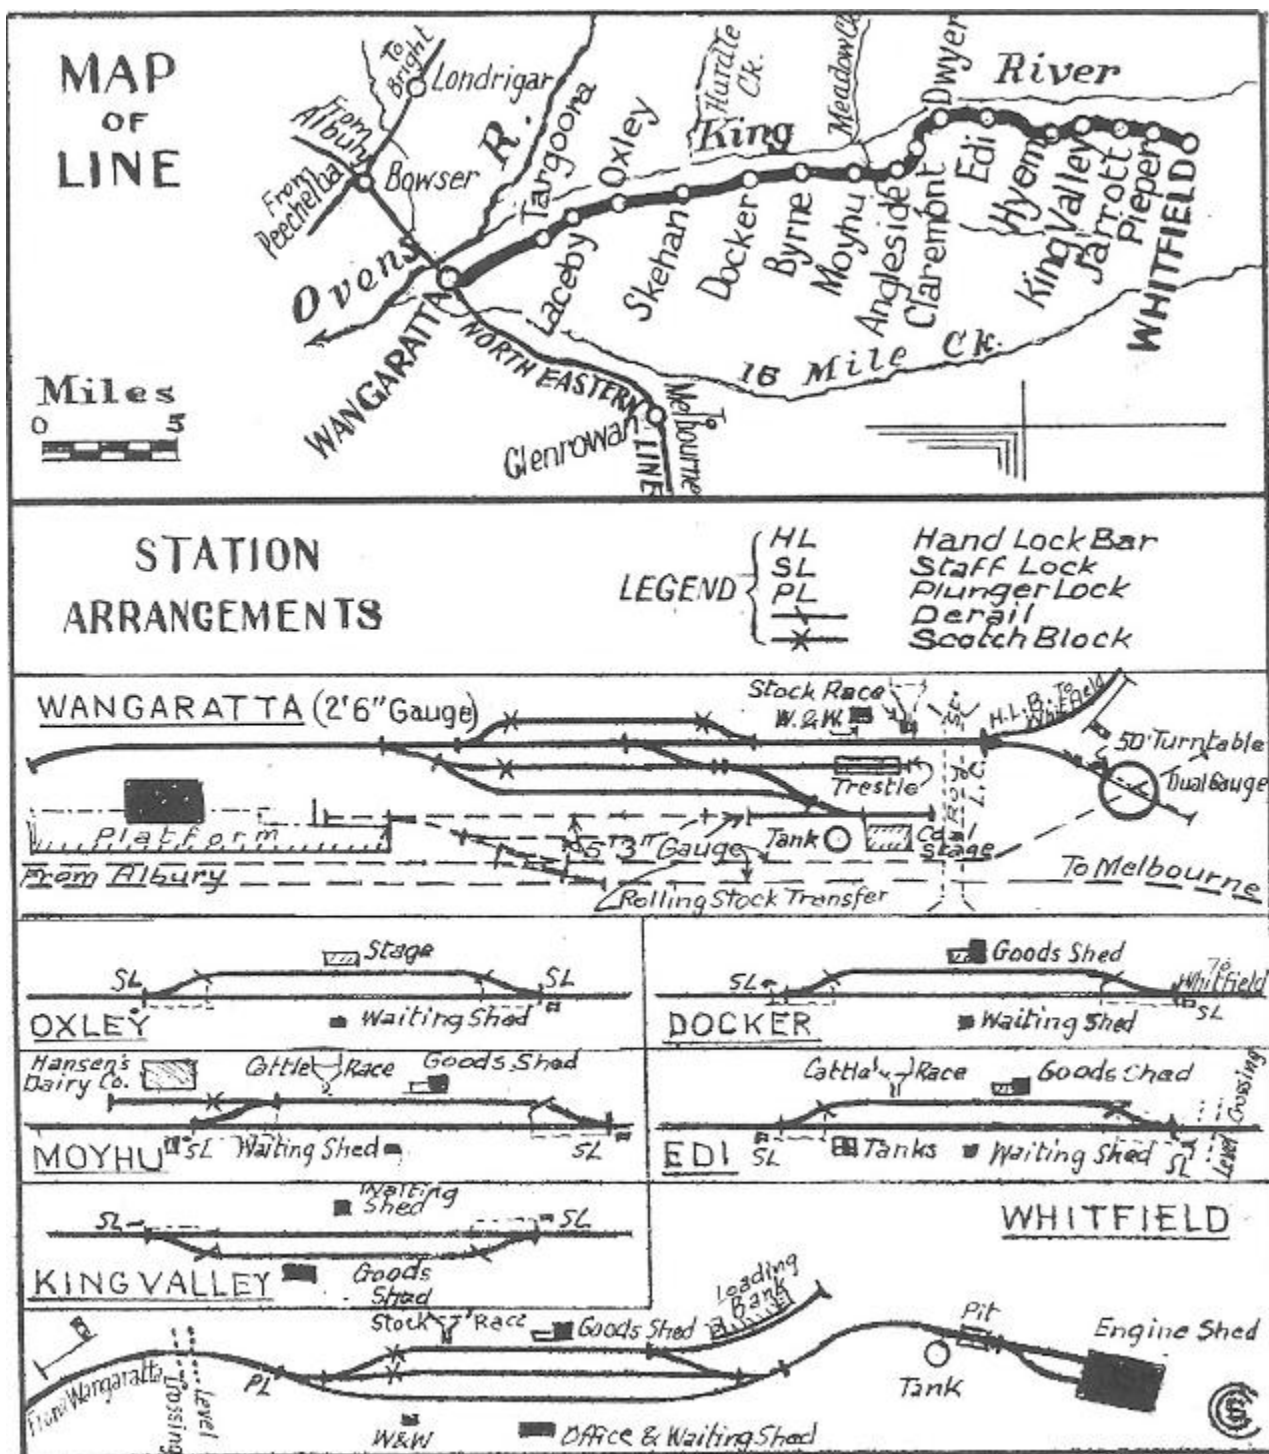 MAP
OF
LINE
To
Bright
Londrigan
From
Albury
From
Peechelba
Bowser
Ovens
R.
Targoona
Oxley
Hurdle
Ck.
King
Meadow Ck.
Dwyer
River
Laceby
Skehan
Docker
Byrne
Moyhu
Angleside
Claremont
Edi
Hyem
King Valley
Jarrott
Pieper
WHITFIELD
WANGARATTA
NORTH EASTERN
LINE
Glenrowan
To
Melbourne
16 Mile Ck.
Miles
0 5
STATION
ARRANGEMENTS
LEGEND
HL Hand Lock Bar
SL Staff Lock
PL Plunger Lock
Derail
Scotch Block
WANGARATTA (2'6" Gauge)
Stock Race
W. & W.
H.L.B. To
Whitfield
50' Turntable
Dual Gauge
Trestle
Platform
5'3" Gauge
Tank
Coal
Stage
From Albury
To Melbourne
Rolling Stock Transfer
SL
Stage
SL
OXLEY
Waiting Shed
SL
Goods Shed
To
Whitfield
SL
DOCKER
Waiting Shed
Hansen's
Dairy Co.
Cattle Race
Goods Shed
MOYHU
SL
Waiting Shed
SL
Cattle Race
Goods Shed
Level Crossing
EDI
SL
Tanks
Waiting Shed
SL
SL
Waiting
Shed
SL
KING VALLEY
Goods
Shed
WHITFIELD
Stock Race
Goods Shed
Loading
Bank
Pit
Engine Shed
Tank
From Wangaratta
Level
Crossing
PL
W&W
Office & Waiting Shed